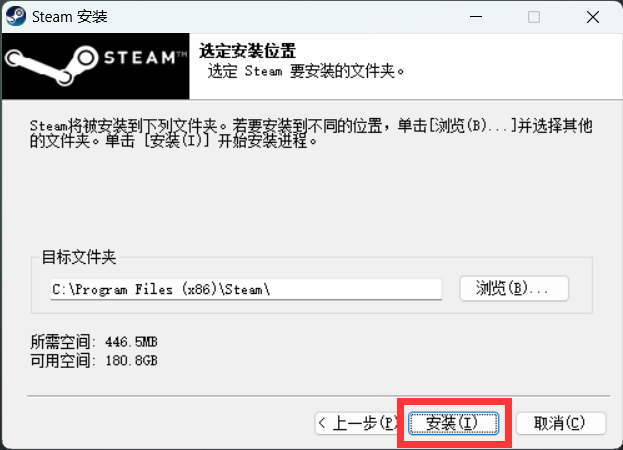 Steam 安装
STEAM™
选定安装位置
选定 Steam 要安装的文件夹。
Steam将被安装到下列文件夹。若要安装到不同的位置，单击[浏览(B)...]并选择其他
的文件夹。单击 [安装(I)] 开始安装进程。
目标文件夹
C:\Program Files (x86)\Steam\
浏览(B)...
所需空间: 446.5MB
可用空间: 180.8GB
< 上一步(P)
安装(I)
取消(C)